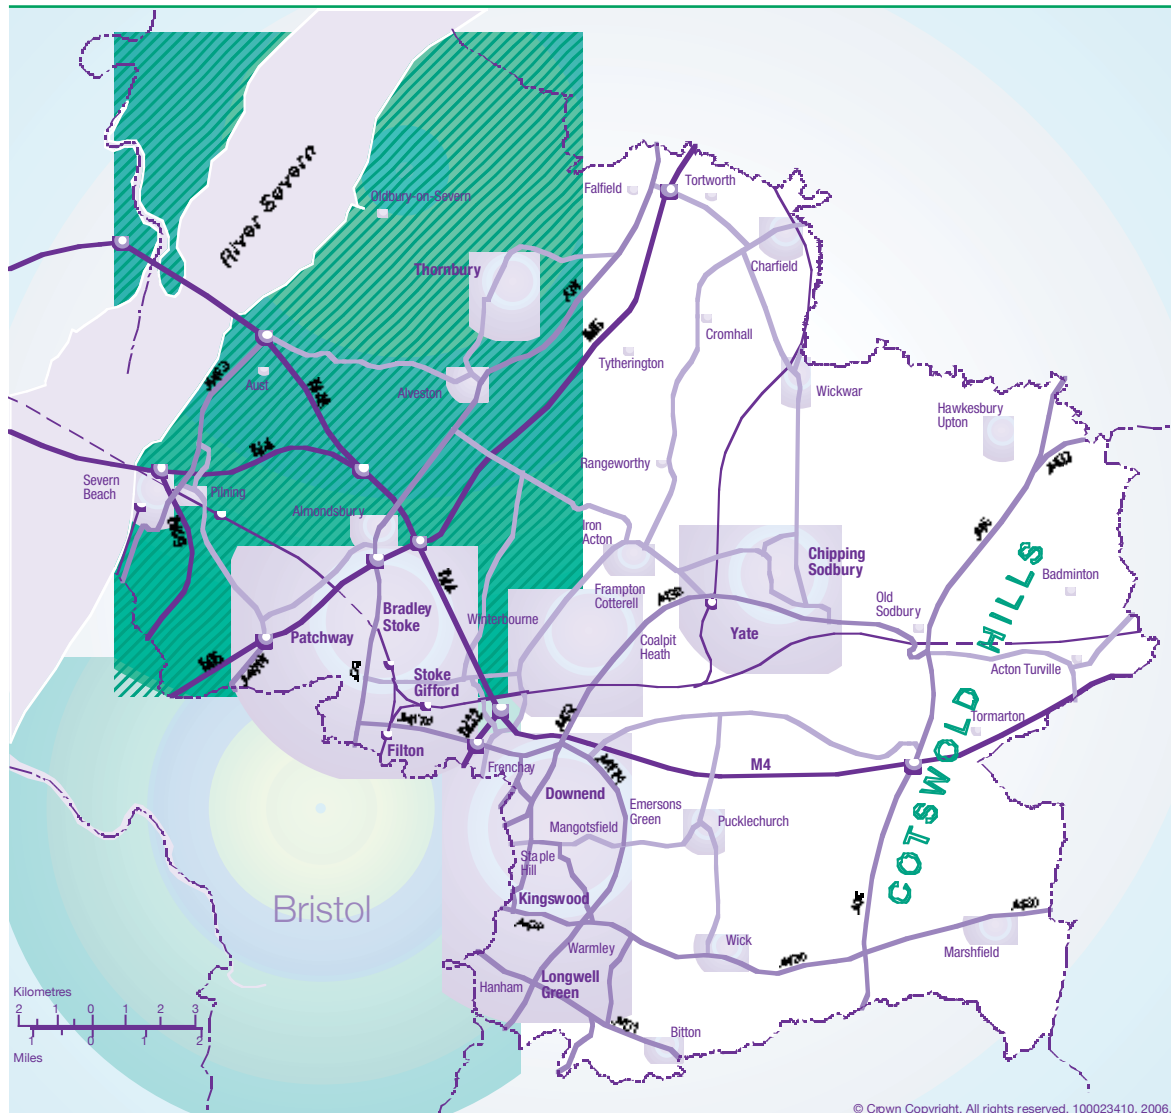 River Severn
Oldbury-on-Severn
Falfield
Tortworth
Thornbury
Charfield
Cromhall
Tytherington
Aust
Alveston
Wickwar
Hawkesbury
Upton
Rangeworthy
Severn
Beach
Pilning
Almondsbury
Iron
Acton
Chipping
Sodbury
Frampton
Cotterell
Badminton
Old
Sodbury
Bradley
Stoke
Winterbourne
Patchway
Coalpit
Heath
Yate
Stoke
Gifford
Acton Turville
Tormarton
Filton
M4
Frenchay
Downend
Emersons
Green
Mangotsfield
Pucklechurch
Staple
Hill
Kingswood
COTSWOLD HILLS
Bristol
Warmley
Wick
Marshfield
Hanham
Longwell
Green
Bitton
Kilometres
2 1 0 1 2 3
1 0 1 2
Miles
© Crown Copyright. All rights reserved. 100023410, 2006.